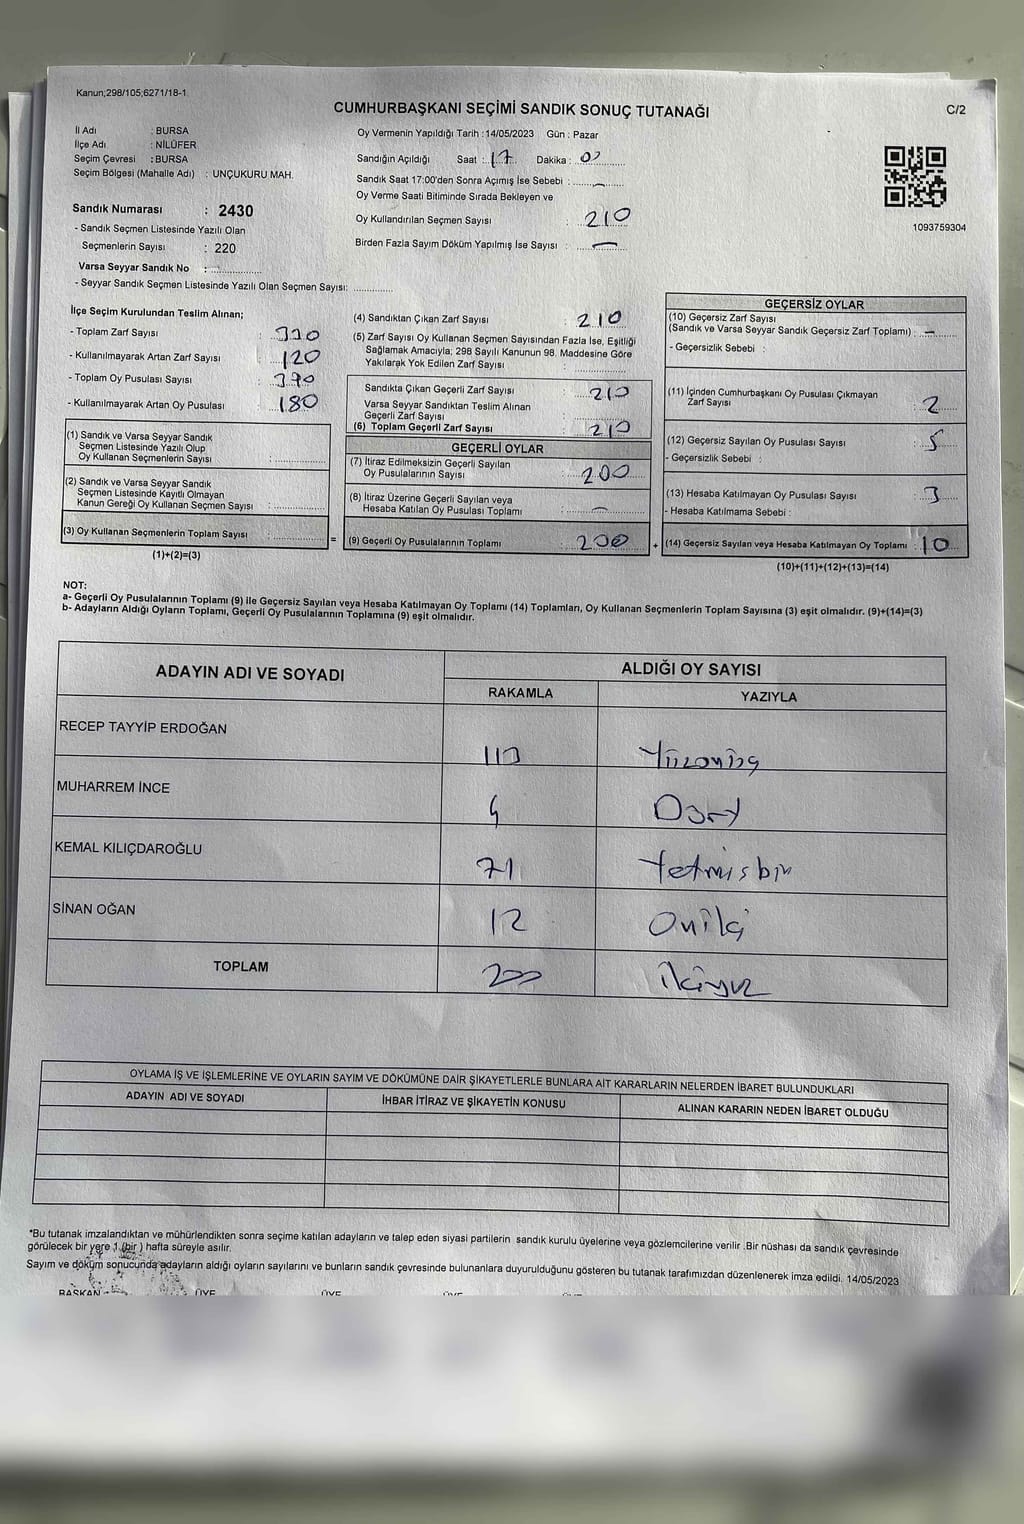 Kanun;298/105;6271/18-1
CUMHURBAŞKANI SEÇİMİ SANDIK SONUÇ TUTANAĞI
C/2
İl Adı : BURSA
İlçe Adı : NİLÜFER
Seçim Çevresi : BURSA
Seçim Bölgesi (Mahalle Adı) : UNÇUKURU MAH.
Sandık Numarası : 2430
- Sandık Seçmen Listesinde Yazılı Olan
Seçmenlerin Sayısı : 220
Varsa Seyyar Sandık No :
- Seyyar Sandık Seçmen Listesinde Yazılı Olan Seçmen Sayısı:
Oy Vermenin Yapıldığı Tarih :14/05/2023 Gün : Pazar
Sandığın Açıldığı Saat : 17 Dakika :
Sandık Saat 17:00'den Sonra Açımış İse Sebebi : —
Oy Verme Saati Bitiminde Sırada Bekleyen ve
Oy Kullandırılan Seçmen Sayısı : 210
Birden Fazla Sayım Döküm Yapılmış İse Sayısı : —
1093759304
İlçe Seçim Kurulundan Teslim Alınan;
- Toplam Zarf Sayısı : 330
- Kullanılmayarak Artan Zarf Sayısı : 120
- Toplam Oy Pusulası Sayısı : 390
- Kullanılmayarak Artan Oy Pusulası : 180
(1) Sandık ve Varsa Seyyar Sandık
Seçmen Listesinde Yazılı Olup
Oy Kullanan Seçmenlerin Sayısı :
(2) Sandık ve Varsa Seyyar Sandık
Seçmen Listesinde Kayıtlı Olmayan
Kanun Gereği Oy Kullanan Seçmen Sayısı :
(3) Oy Kullanan Seçmenlerin Toplam Sayısı :
(1)+(2)=(3)
=
(4) Sandıktan Çıkan Zarf Sayısı : 210
(5) Zarf Sayısı Oy Kullanan Seçmen Sayısından Fazla İse, Eşitliği
Sağlamak Amacıyla; 298 Sayılı Kanunun 98. Maddesine Göre
Yakılarak Yok Edilen Zarf Sayısı :
Sandıkta Çıkan Geçerli Zarf Sayısı : 210
Varsa Seyyar Sandıktan Teslim Alınan
Geçerli Zarf Sayısı :
(6) Toplam Geçerli Zarf Sayısı : 210
GEÇERLİ OYLAR
(7) İtiraz Edilmeksizin Geçerli Sayılan
Oy Pusulalarının Sayısı : 200
(8) İtiraz Üzerine Geçerli Sayılan veya
Hesaba Katılan Oy Pusulası Toplamı : —
(9) Geçerli Oy Pusulalarının Toplamı : 200
+
GEÇERSİZ OYLAR
(10) Geçersiz Zarf Sayısı
(Sandık ve Varsa Seyyar Sandık Geçersiz Zarf Toplamı) : —
- Geçersizlik Sebebi :
(11) İçinden Cumhurbaşkanı Oy Pusulası Çıkmayan
Zarf Sayısı : 2
(12) Geçersiz Sayılan Oy Pusulası Sayısı : 5
- Geçersizlik Sebebi :
(13) Hesaba Katılmayan Oy Pusulası Sayısı : 3
- Hesaba Katılmama Sebebi :
(14) Geçersiz Sayılan veya Hesaba Katılmayan Oy Toplamı : 10
(10)+(11)+(12)+(13)=(14)
NOT:
a- Geçerli Oy Pusulalarının Toplamı (9) ile Geçersiz Sayılan veya Hesaba Katılmayan Oy Toplamı (14) Toplamları, Oy Kullanan Seçmenlerin Toplam Sayısına (3) eşit olmalıdır. (9)+(14)=(3)
b- Adayların Aldığı Oyların Toplamı, Geçerli Oy Pusulalarının Toplamına (9) eşit olmalıdır.
ADAYIN ADI VE SOYADI
ALDIĞI OY SAYISI
RAKAMLA YAZIYLA
RECEP TAYYİP ERDOĞAN 113 Yüzonüç
MUHARREM İNCE 4 Dört
KEMAL KILIÇDAROĞLU 71 Yetmişbir
SİNAN OĞAN 12 Oniki
TOPLAM 200 ikiyüz
OYLAMA İŞ VE İŞLEMLERİNE VE OYLARIN SAYIM VE DÖKÜMÜNE DAİR ŞİKAYETLERLE BUNLARA AİT KARARLARIN NELERDEN İBARET BULUNDUKLARI
ADAYIN ADI VE SOYADI İHBAR İTİRAZ VE ŞİKAYETİN KONUSU ALINAN KARARIN NEDEN İBARET OLDUĞU
*Bu tutanak imzalandıktan ve mühürlendikten sonra seçime katılan adayların ve talep eden siyasi partilerin sandık kurulu üyelerine veya gözlemcilerine verilir .Bir nüshası da sandık çevresinde
görülecek bir yere 1 (bir ) hafta süreyle asılır.
Sayım ve döküm sonucunda adayların aldığı oyların sayılarını ve bunların sandık çevresinde bulunanlara duyurulduğunu gösteren bu tutanak tarafımızdan düzenlenerek imza edildi. 14/05/2023
BAŞKAN ÜYE ÜYE ÜYE ÜYE